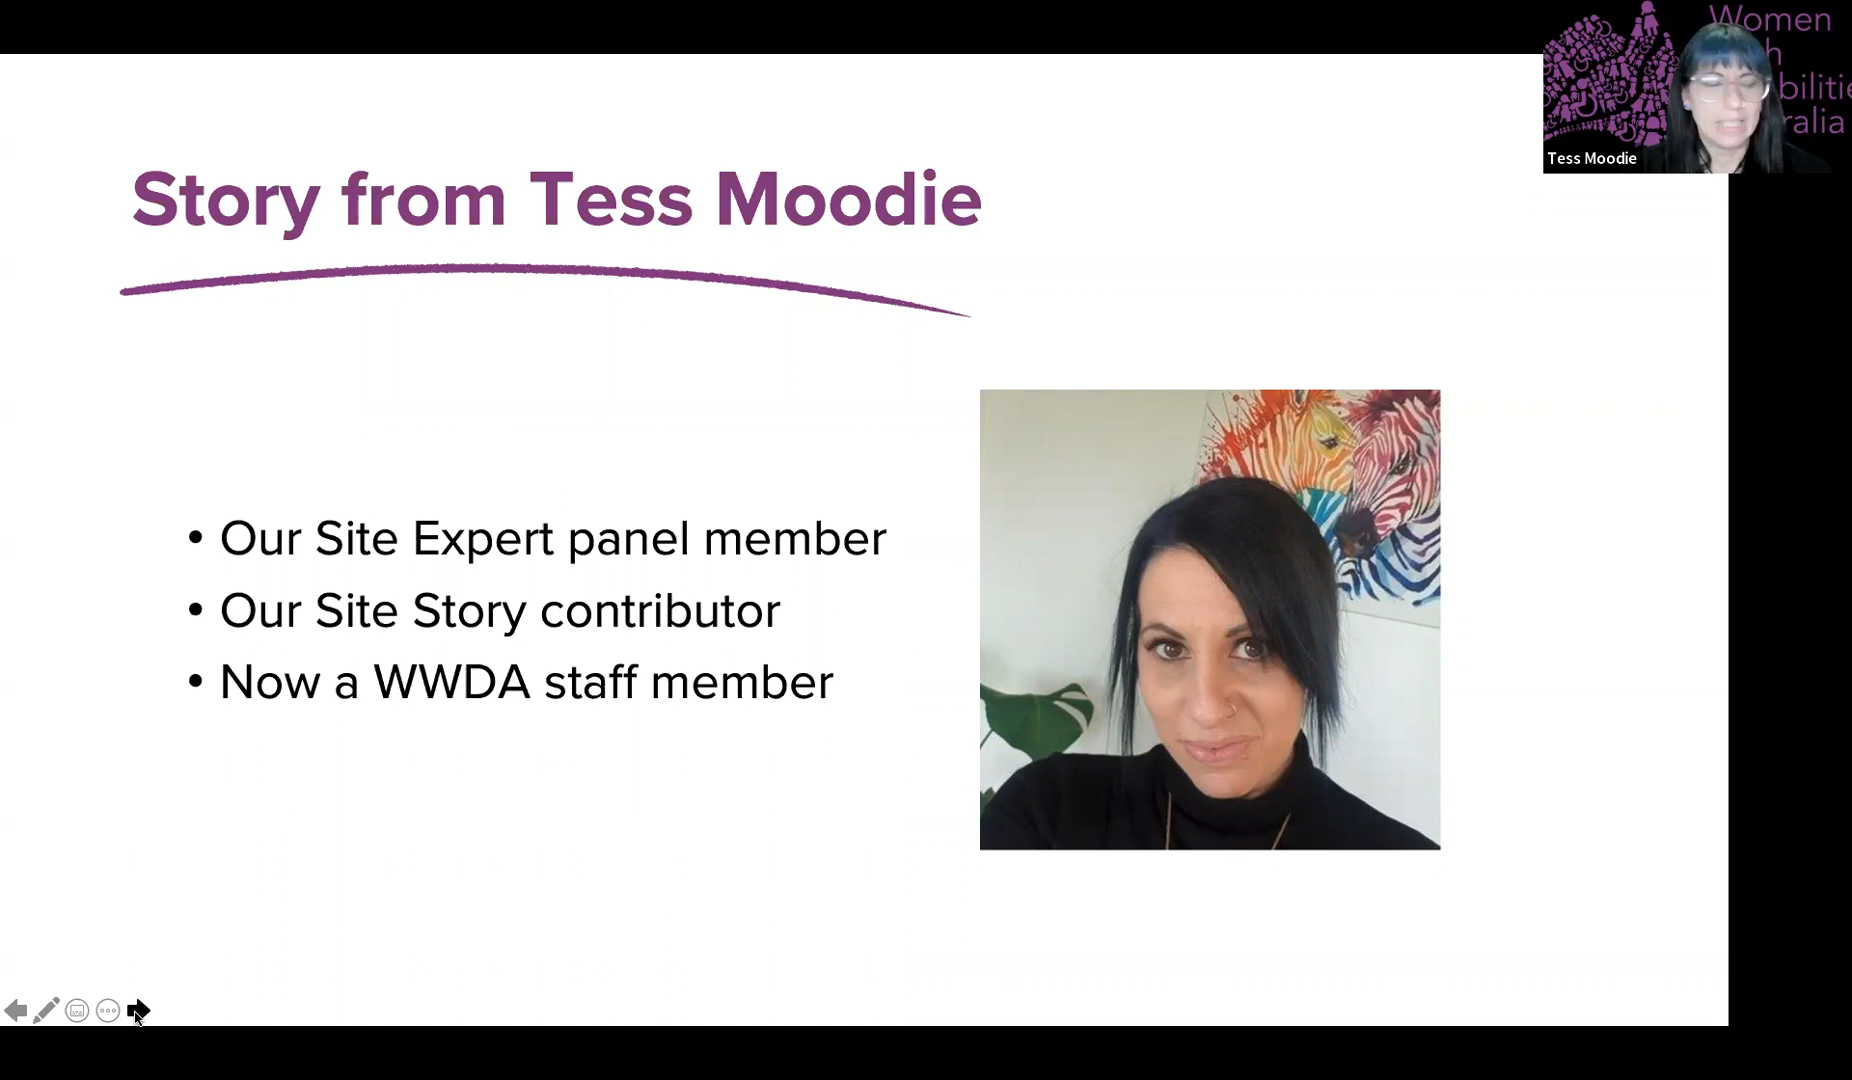 Women
Story from Tess Moodie
Tess Moodie
• Our Site Expert panel member
• Our Site Story contributor
• Now a WWDA staff member